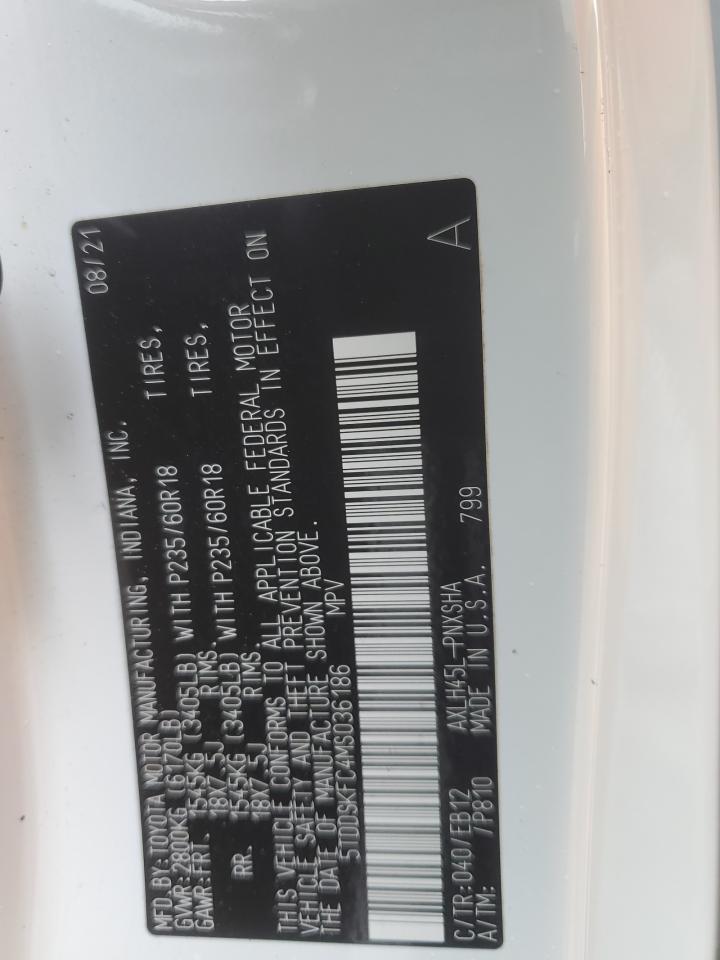 MFD.BY:TOYOTA MOTOR MANUFACTURING, INDIANA, INC. 08/21
GVWR:2800KG (6170LB)
GAWR:FRT. 1545KG (3405LB) WITH P235/60R18 TIRES,
18X7.5J RIMS.
RR. 1545KG (3405LB) WITH P235/60R18 TIRES,
18X7.5J RIMS.
THIS VEHICLE CONFORMS TO ALL APPLICABLE FEDERAL MOTOR
VEHICLE SAFETY AND THEFT PREVENTION STANDARDS IN EFFECT ON
THE DATE OF MANUFACTURE SHOWN ABOVE.
5TDDSKFC4MS036186 MPV
C/TR:040/EB12 AXLH45L-PNXSHA A
A/TM: /P810 MADE IN U.S.A. 799